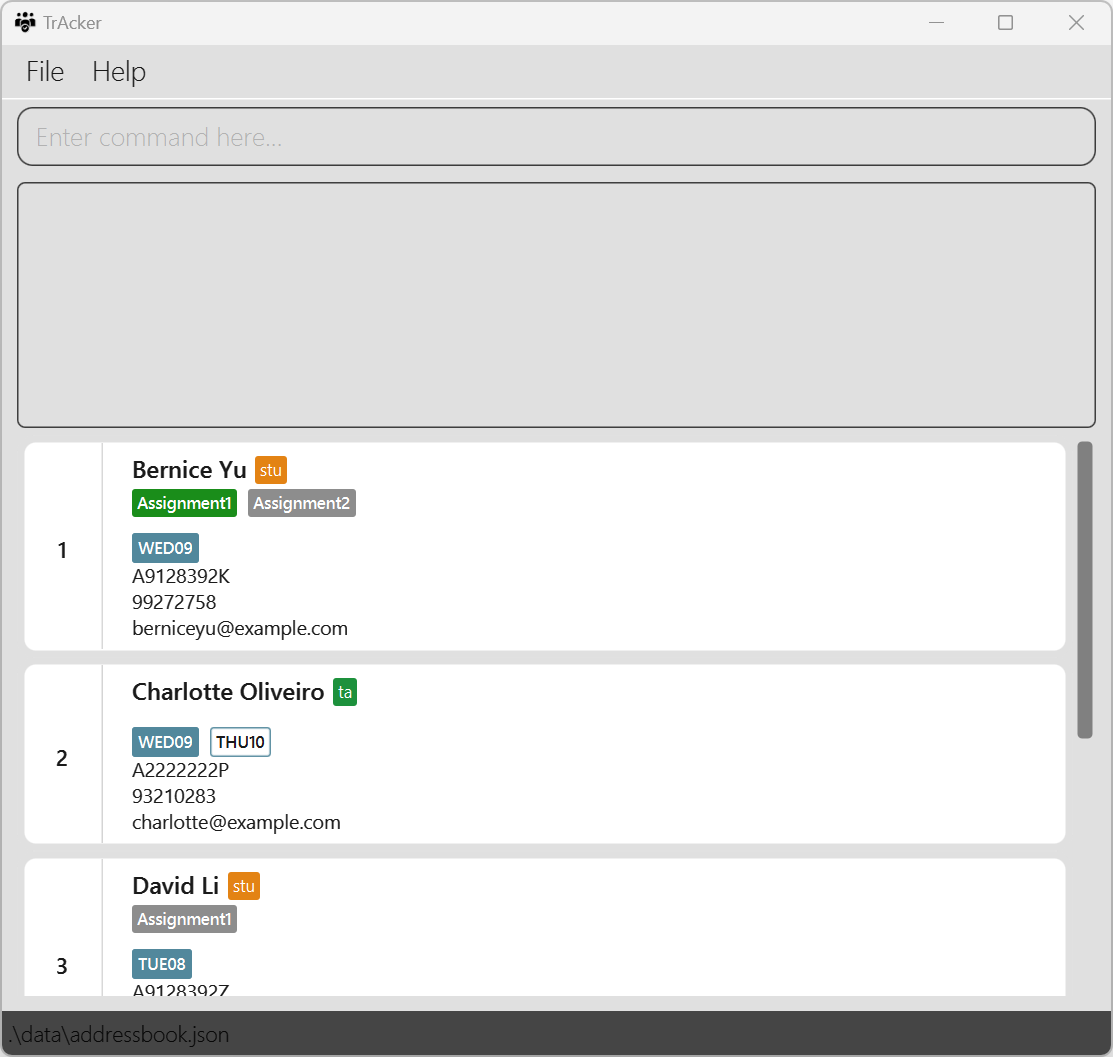 TrAcker
File Help
Enter command here...
Bernice Yu stu
Assignment1 Assignment2
1
WED09
A9128392K
99272758
berniceyu@example.com
Charlotte Oliveiro ta
2
WED09 THU10
A2222222P
93210283
charlotte@example.com
David Li stu
Assignment1
3
TUE08
A9128392Z
.\data\addressbook.json